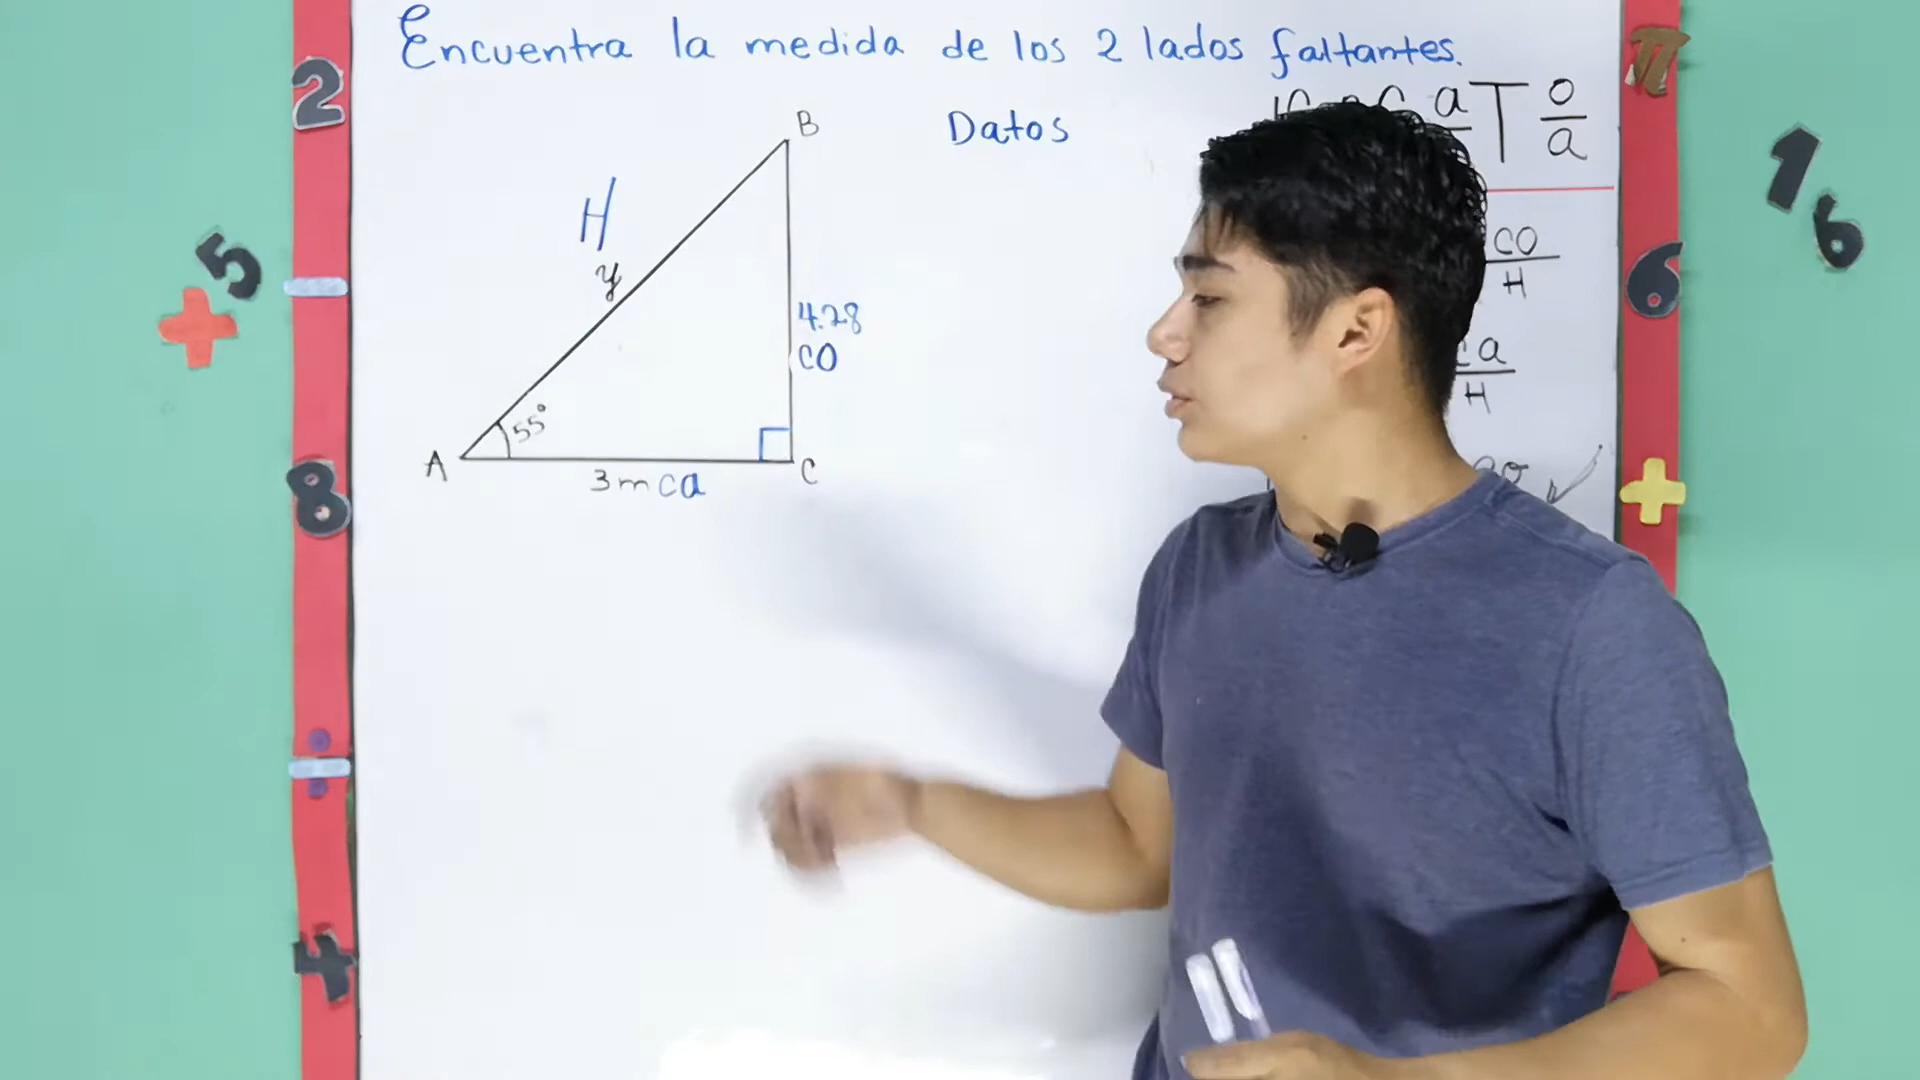 Encuentra la medida de los 2 lados faltantes.
Datos
a T o
a
B
H
y
4.28
CO
55°
A
3m ca
C
CO
H
ca
H
2
8
4
5
+
π
6
+
1
6